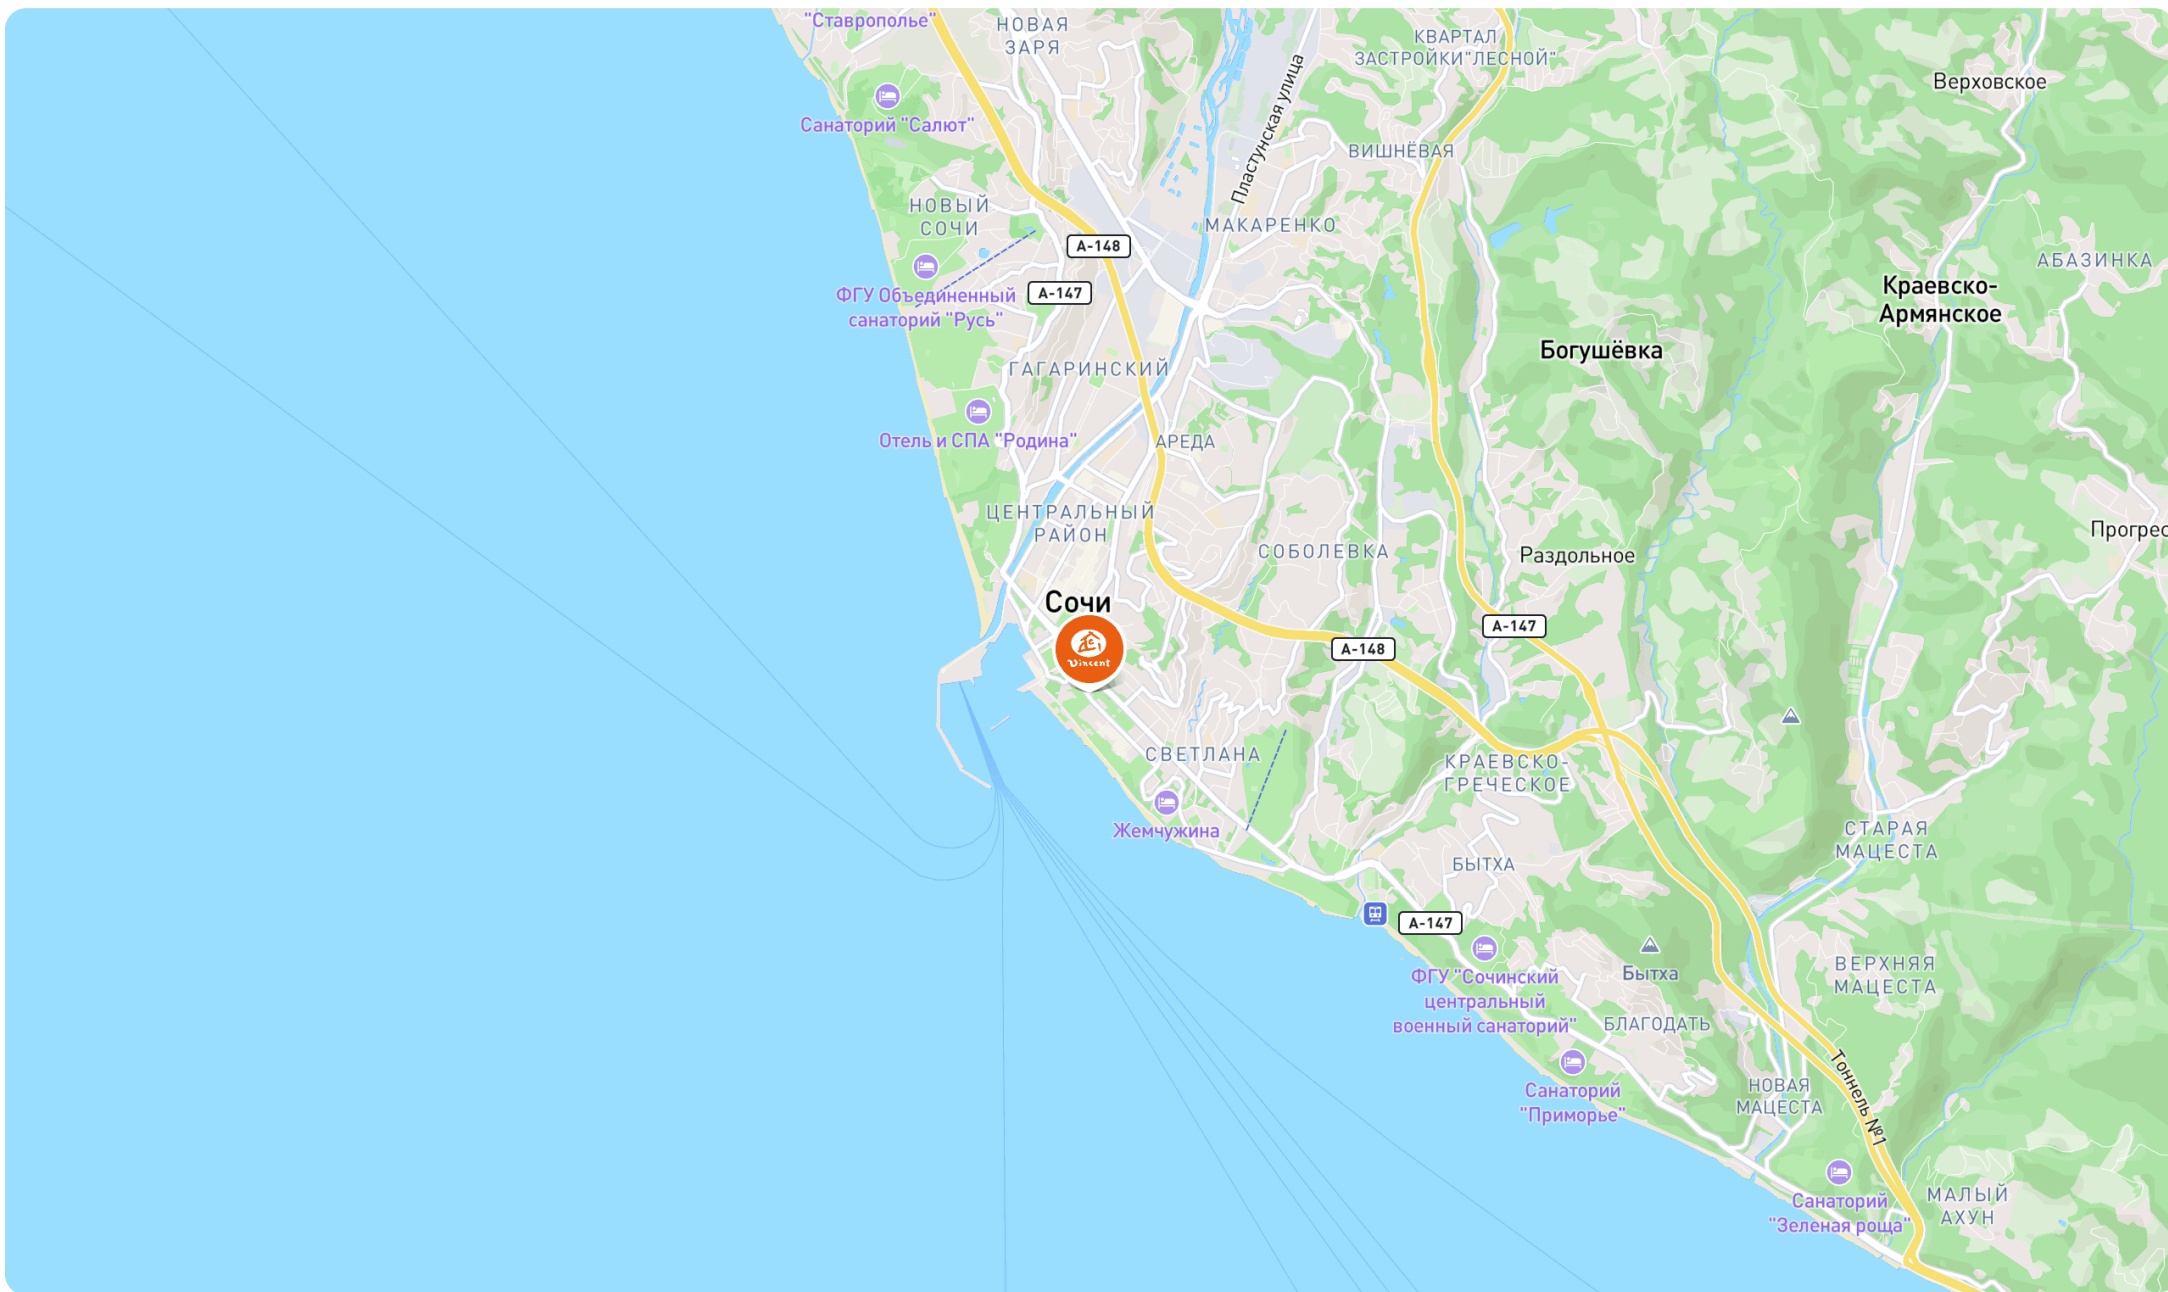 "Ставрополье"
НОВАЯ
ЗАРЯ
КВАРТАЛ
ЗАСТРОЙКИ"ЛЕСНОЙ"
Верховское
Санаторий "Салют"
Пластунская улица
ВИШНЁВАЯ
НОВЫЙ
СОЧИ
МАКАРЕНКО
А-148
АБАЗИНКА
ФГУ Объединенный
санаторий "Русь"
А-147
Краевско-
Армянское
Богушёвка
ГАГАРИНСКИЙ
Отель и СПА "Родина"
АРЕДА
ЦЕНТРАЛЬНЫЙ
РАЙОН
СОБОЛЕВКА
Раздольное
Прогрес
Сочи
Vincent
А-147
А-148
СВЕТЛАНА
КРАЕВСКО-
ГРЕЧЕСКОЕ
Жемчужина
СТАРАЯ
МАЦЕСТА
БЫТХА
А-147
ФГУ "Сочинский
центральный
военный санаторий"
Бытха
ВЕРХНЯЯ
МАЦЕСТА
БЛАГОДАТЬ
Санаторий
"Приморье"
НОВАЯ
МАЦЕСТА
Тоннель №1
Санаторий
"Зеленая роща"
МАЛЫЙ
АХУН